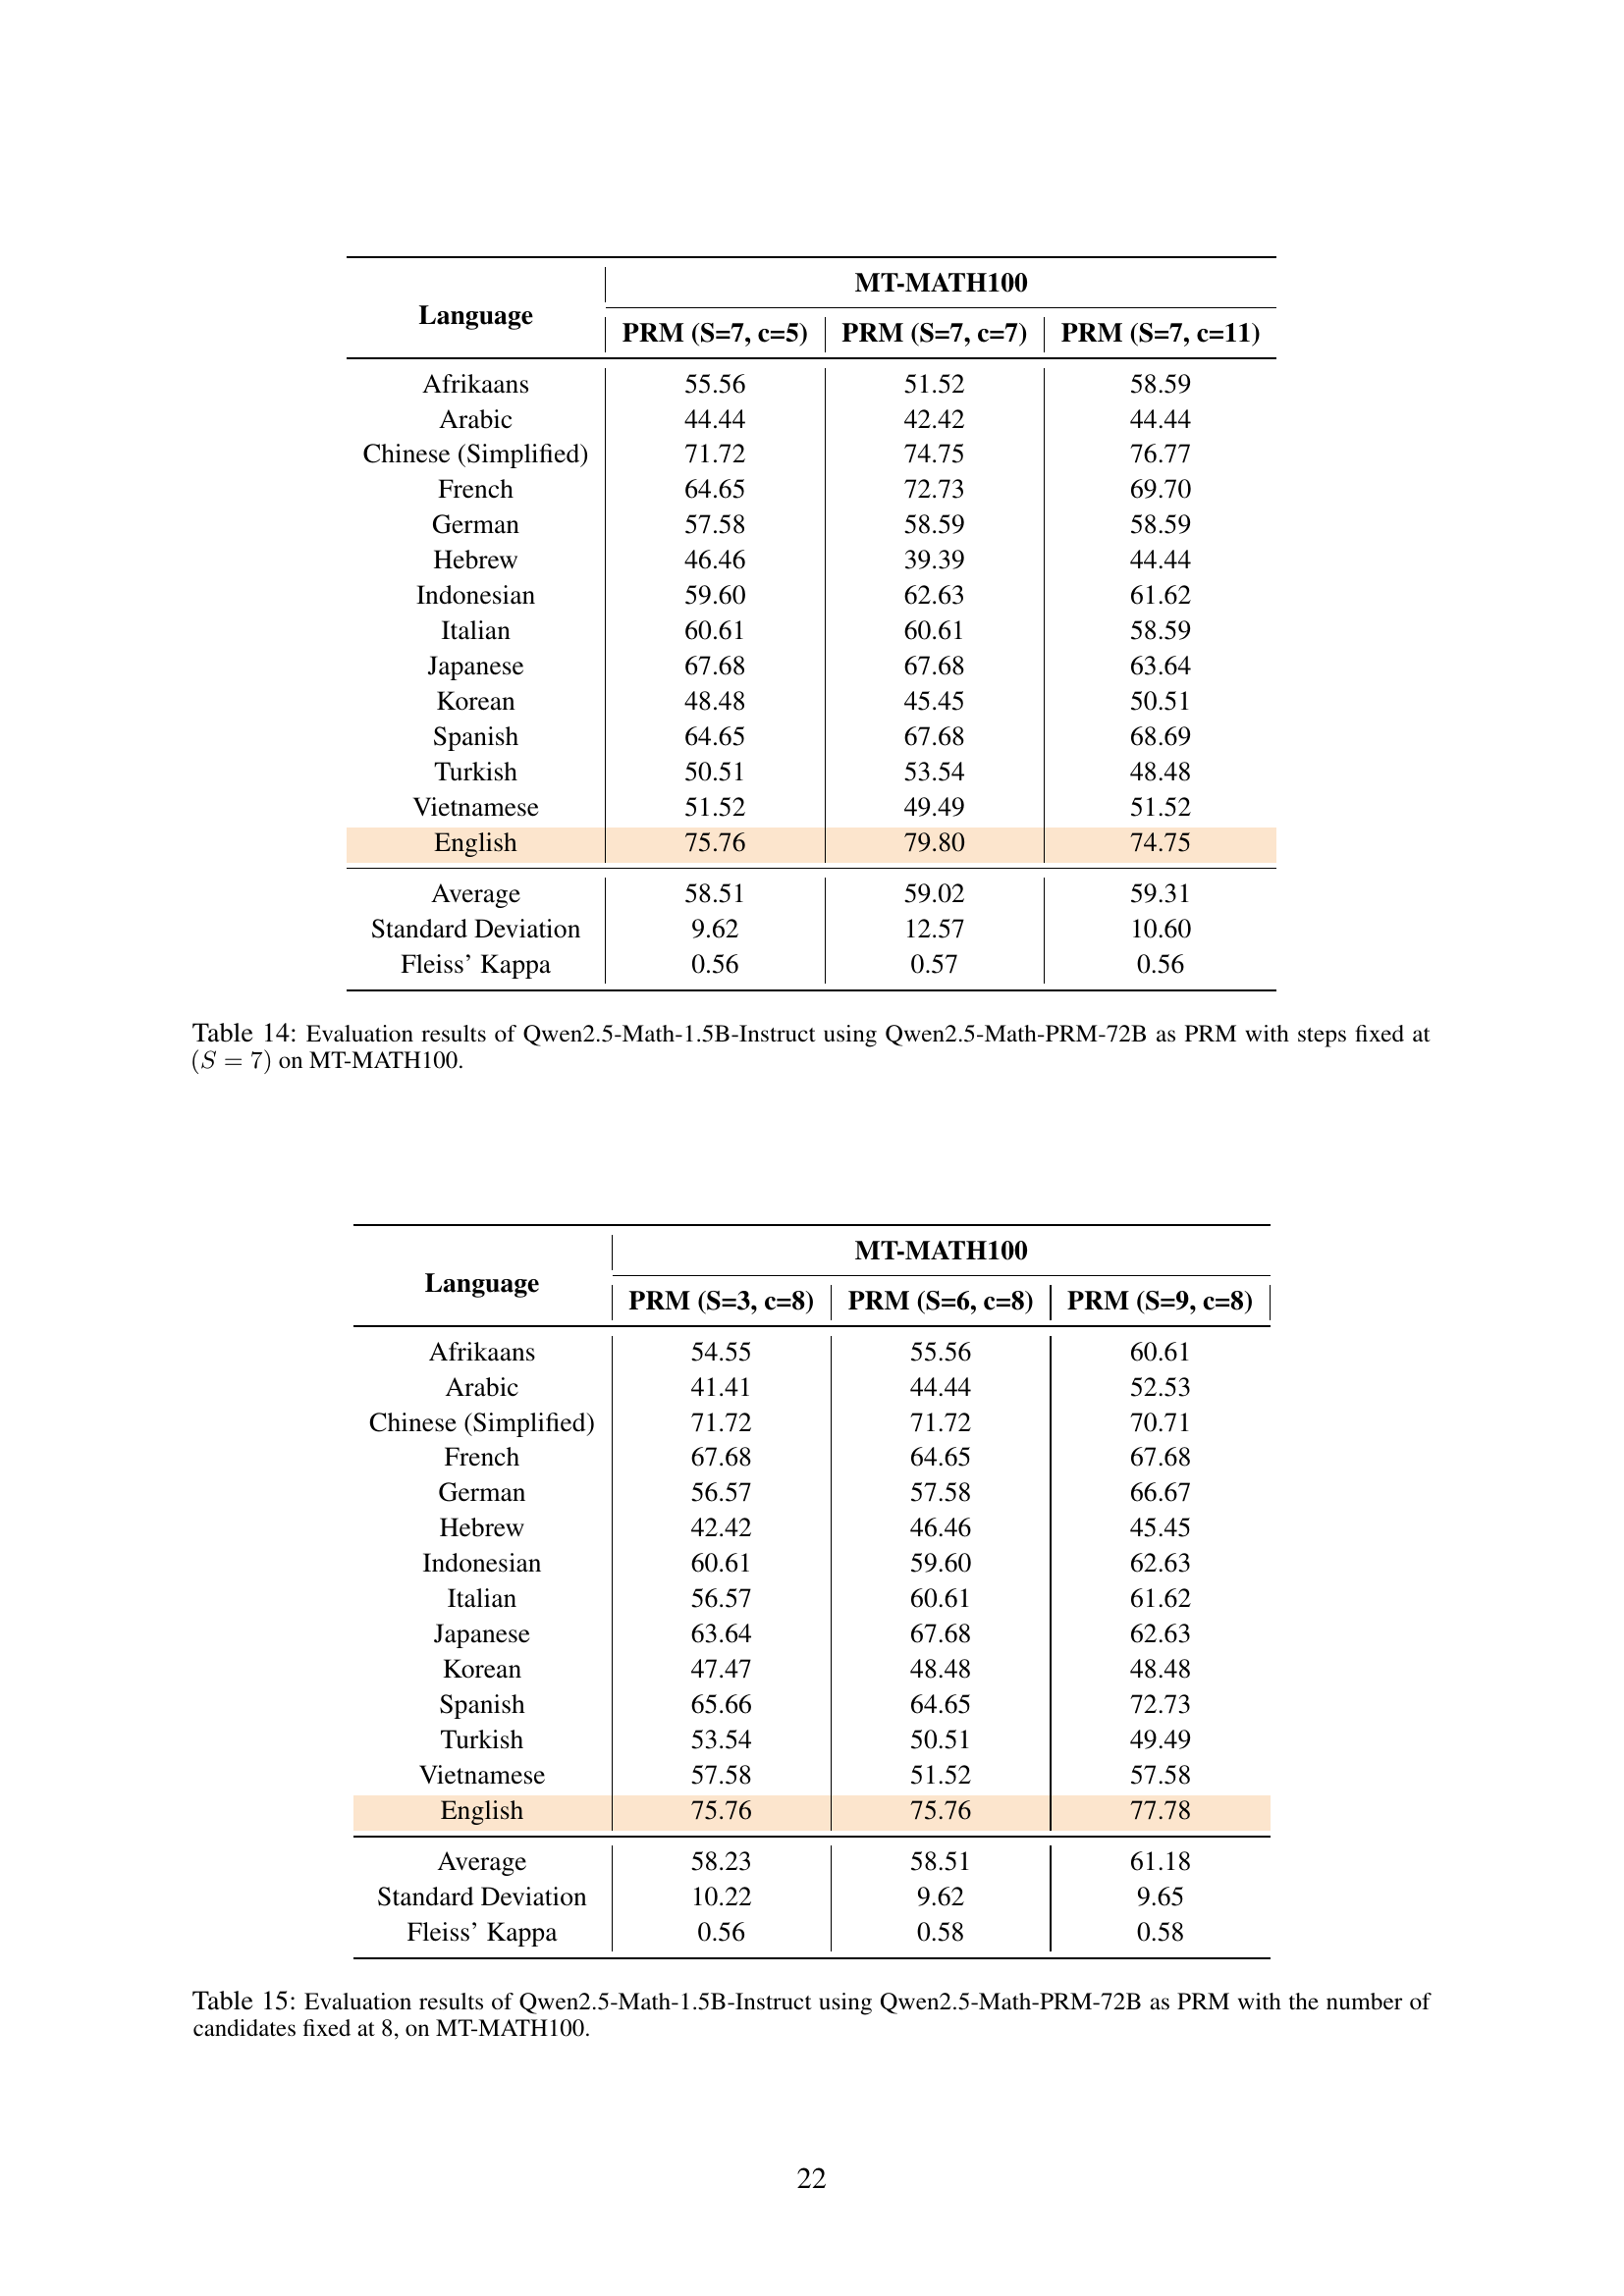 MT-MATH100
Language
PRM (S=7, c=5) PRM (S=7, c=7) PRM (S=7, c=11)
Afrikaans 55.56 51.52 58.59
Arabic 44.44 42.42 44.44
Chinese (Simplified) 71.72 74.75 76.77
French 64.65 72.73 69.70
German 57.58 58.59 58.59
Hebrew 46.46 39.39 44.44
Indonesian 59.60 62.63 61.62
Italian 60.61 60.61 58.59
Japanese 67.68 67.68 63.64
Korean 48.48 45.45 50.51
Spanish 64.65 67.68 68.69
Turkish 50.51 53.54 48.48
Vietnamese 51.52 49.49 51.52
English 75.76 79.80 74.75
Average 58.51 59.02 59.31
Standard Deviation 9.62 12.57 10.60
Fleiss’ Kappa 0.56 0.57 0.56
Table 14: Evaluation results of Qwen2.5-Math-1.5B-Instruct using Qwen2.5-Math-PRM-72B as PRM with steps fixed at
(S = 7) on MT-MATH100.
MT-MATH100
Language
PRM (S=3, c=8) PRM (S=6, c=8) PRM (S=9, c=8)
Afrikaans 54.55 55.56 60.61
Arabic 41.41 44.44 52.53
Chinese (Simplified) 71.72 71.72 70.71
French 67.68 64.65 67.68
German 56.57 57.58 66.67
Hebrew 42.42 46.46 45.45
Indonesian 60.61 59.60 62.63
Italian 56.57 60.61 61.62
Japanese 63.64 67.68 62.63
Korean 47.47 48.48 48.48
Spanish 65.66 64.65 72.73
Turkish 53.54 50.51 49.49
Vietnamese 57.58 51.52 57.58
English 75.76 75.76 77.78
Average 58.23 58.51 61.18
Standard Deviation 10.22 9.62 9.65
Fleiss’ Kappa 0.56 0.58 0.58
Table 15: Evaluation results of Qwen2.5-Math-1.5B-Instruct using Qwen2.5-Math-PRM-72B as PRM with the number of
candidates fixed at 8, on MT-MATH100.
22